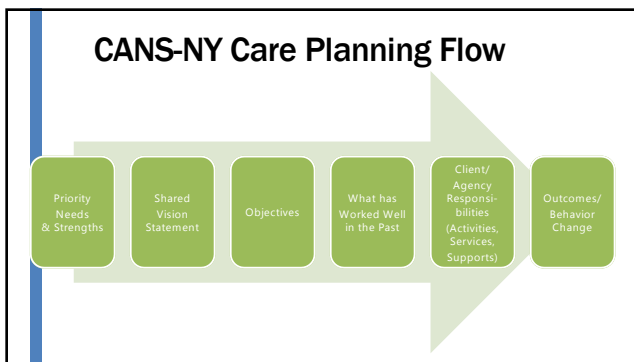 CANS-NY Care Planning Flow
Priority
Needs
& Strengths
Shared
Vision
Statement
Objectives
What has
Worked Well
in the Past
Client/
Agency
Responsi-
bilities
(Activities,
Services,
Supports)
Outcomes/
Behavior
Change